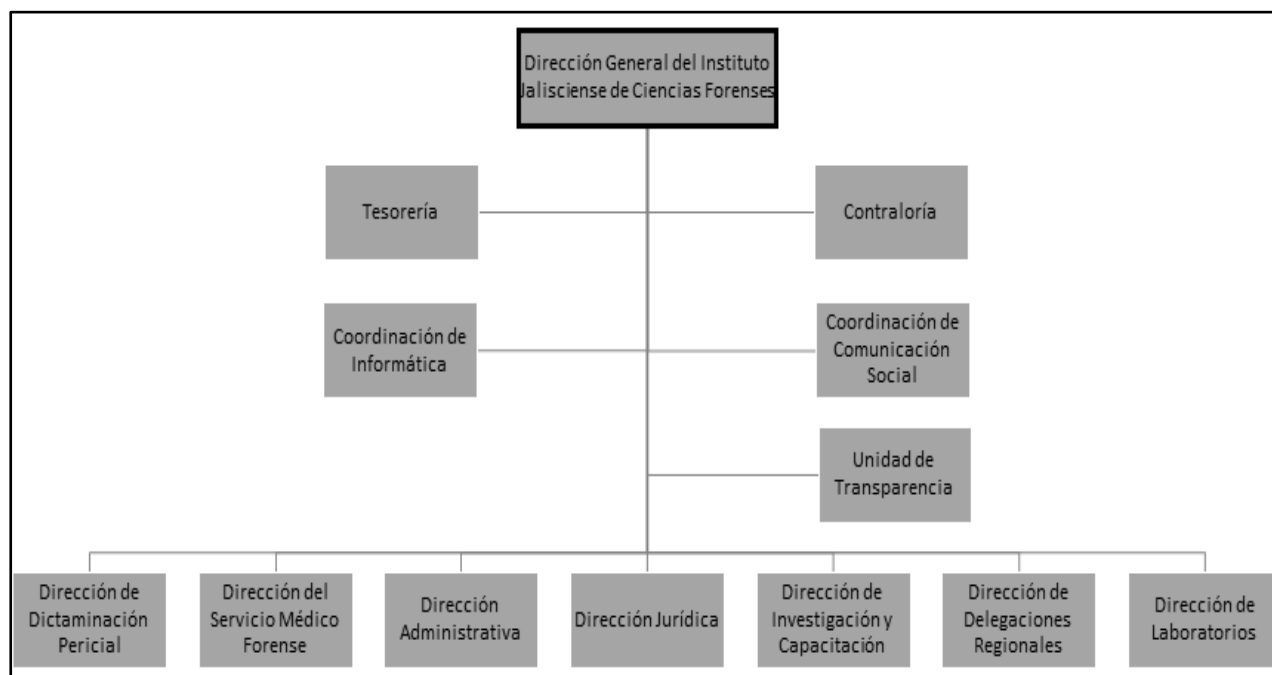 Dirección General del Instituto
Jalisciense de Ciencias Forenses
Tesorería
Contraloría
Coordinación de
Informática
Coordinación de
Comunicación
Social
Unidad de
Transparencia
Dirección de
Dictaminación
Pericial
Dirección del
Servicio Médico
Forense
Dirección
Administrativa
Dirección Jurídica
Dirección de
Investigación y
Capacitación
Dirección de
Delegaciones
Regionales
Dirección de
Laboratorios